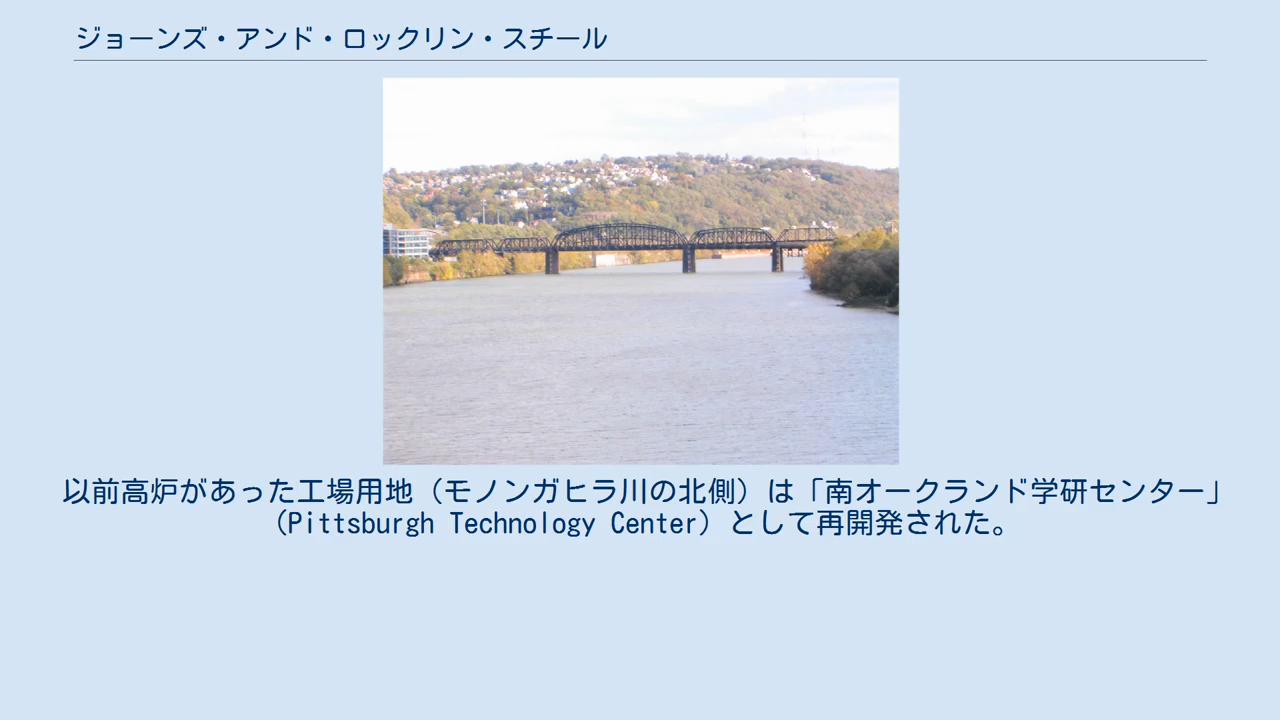 ジョーンズ・アンド・ロックリン・スチール
以前高炉があった工場用地（モノンガヒラ川の北側）は「南オークランド学研センター」
（Pittsburgh Technology Center）として再開発された。